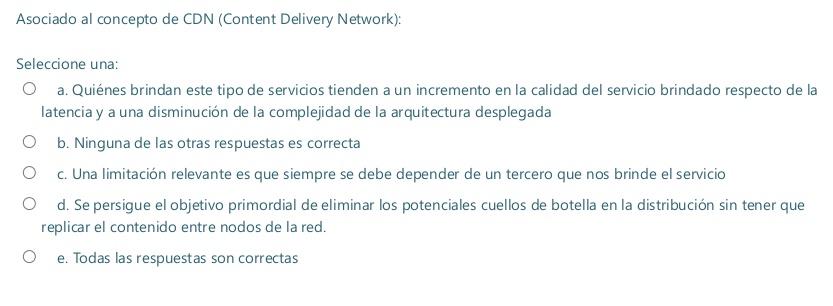 Asociado al concepto de CDN (Content Delivery Network):
Seleccione una:
a. Quiénes brindan este tipo de servicios tienden a un incremento en la calidad del servicio brindado respecto de la
latencia y a una disminución de la complejidad de la arquitectura desplegada
b. Ninguna de las otras respuestas es correcta
c. Una limitación relevante es que siempre se debe depender de un tercero que nos brinde el servicio
d. Se persigue el objetivo primordial de eliminar los potenciales cuellos de botella en la distribución sin tener que
replicar el contenido entre nodos de la red.
e. Todas las respuestas son correctas